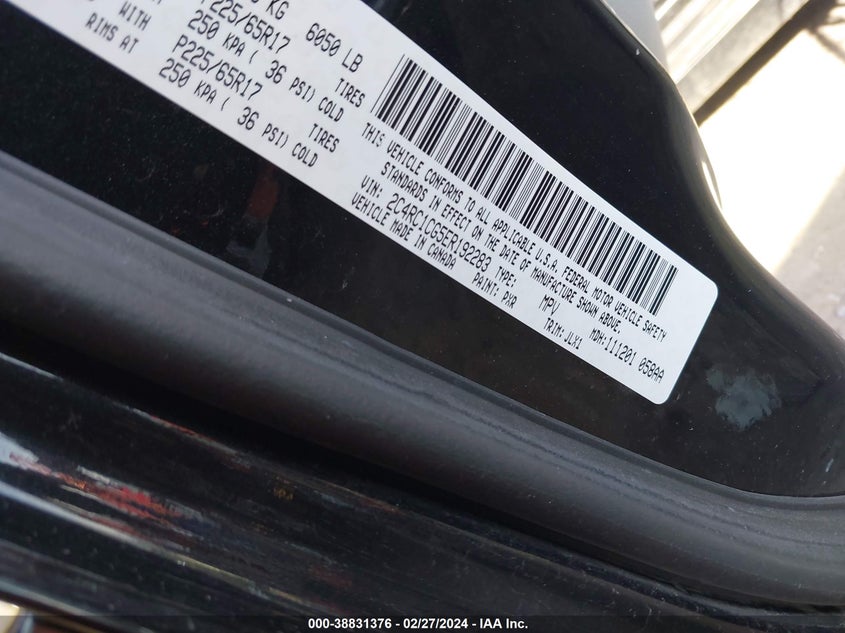 KG 6050 LB
225/65R17 TIRES
250 KPA ( 36 PSI) COLD
RIMS AT
P225/65R17 TIRES
250 KPA ( 36 PSI) COLD
WITH
THIS VEHICLE CONFORMS TO ALL APPLICABLE U.S.A. FEDERAL MOTOR VEHICLE SAFETY
STANDARDS IN EFFECT ON THE DATE OF MANUFACTURE SHOWN ABOVE.
VIN: 2C4RC1CG5ER192283 TYPE: MPV MDH:111201 058AA
VEHICLE MADE IN CANADA PAINT: PXR TRIM:JLX1
000-38831376 - 02/27/2024 - IAA Inc.